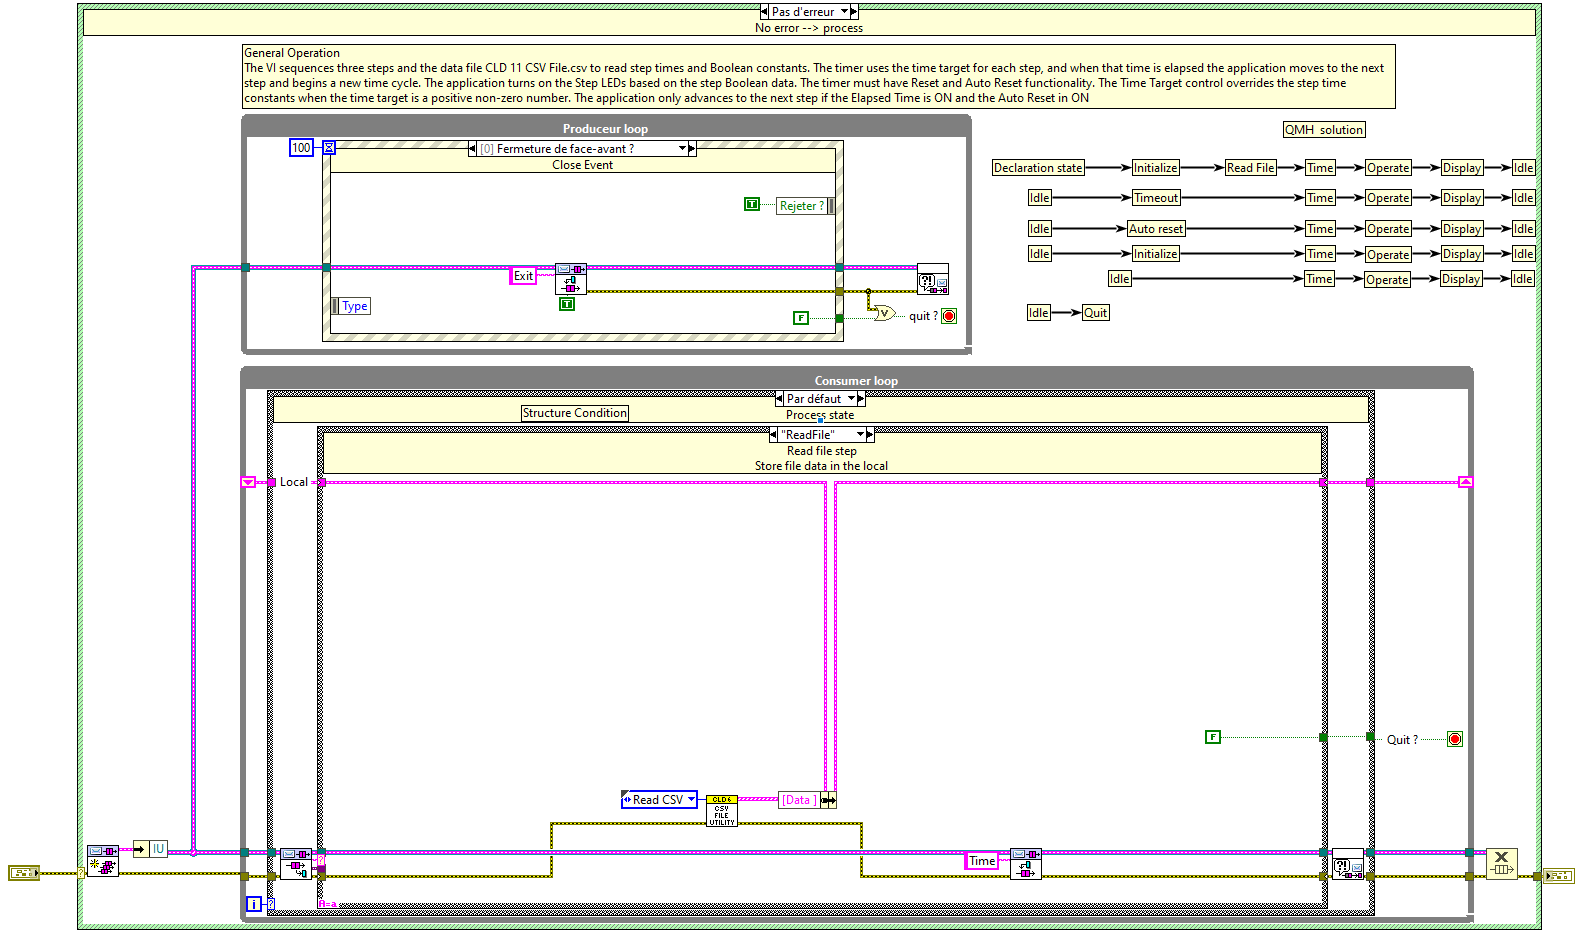 Pas d'erreur
No error --> process
General Operation
The VI sequences three steps and the data file CLD 11 CSV File.csv to read step times and Boolean constants. The timer uses the time target for each step, and when that time is elapsed the application moves to the next
step and begins a new time cycle. The application turns on the Step LEDs based on the step Boolean data. The timer must have Reset and Auto Reset functionality. The Time Target control overrides the step time
constants when the time target is a positive non-zero number. The application only advances to the next step if the Elapsed Time is ON and the Auto Reset in ON
Producteur loop
100
[0] Fermeture de face-avant ?
Close Event
T
Rejeter ?
Exit
?!
T
Type
F
V
quit ?
QMH solution
Declaration state Initialize Read File Time Operate Display Idle
Idle Timeout Time Operate Display Idle
Idle Auto reset Time Operate Display Idle
Idle Initialize Time Operate Display Idle
Idle Time Operate Display Idle
Idle Quit
Consumer loop
Par défaut
Structure Condition
Process state
"ReadFile"
Read file step
Store file data in the local
Local
F
Quit ?
Read CSV
CLD 6
CSV
FILE
UTILITY
[Data ]
IU
?
Time
?!
X
?
i
?
A=a